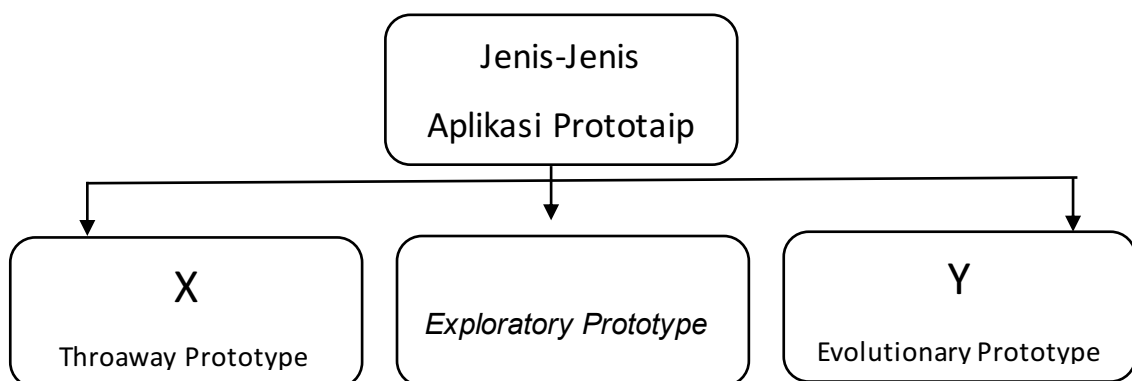 Jenis-Jenis
Aplikasi Prototaip
X
Throaway Prototype
Exploratory Prototype
Y
Evolutionary Prototype